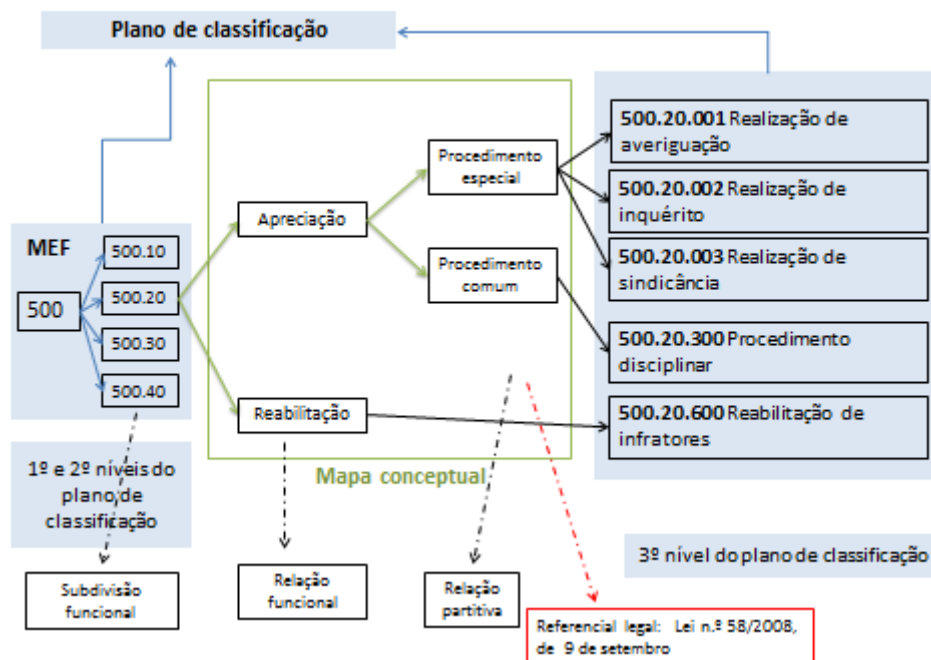 Plano de classificação
MEF
500
500.10
500.20
500.30
500.40
1º e 2º níveis do
plano de
classificação
Apreciação
Reabilitação
Procedimento
especial
Procedimento
comum
Mapa conceptual
500.20.001 Realização de
averiguação
500.20.002 Realização de
inquérito
500.20.003 Realização de
sindicância
500.20.300 Procedimento
disciplinar
500.20.600 Reabilitação de
infratores
3º nível do plano de classificação
Subdivisão
funcional
Relação
funcional
Relação
partitiva
Referencial legal: Lei n.º 58/2008,
de 9 de setembro